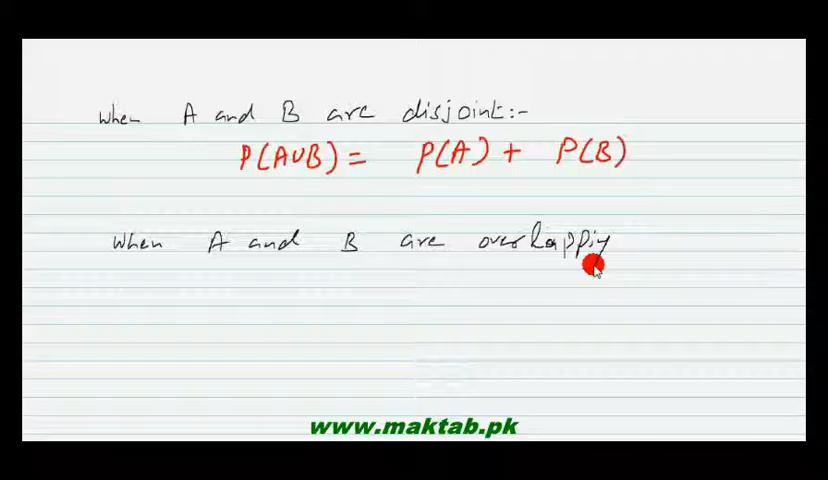 when A and B are disjoint:-
P(A∪B) = P(A) + P(B)
when A and B are overlapping
www.maktab.pk